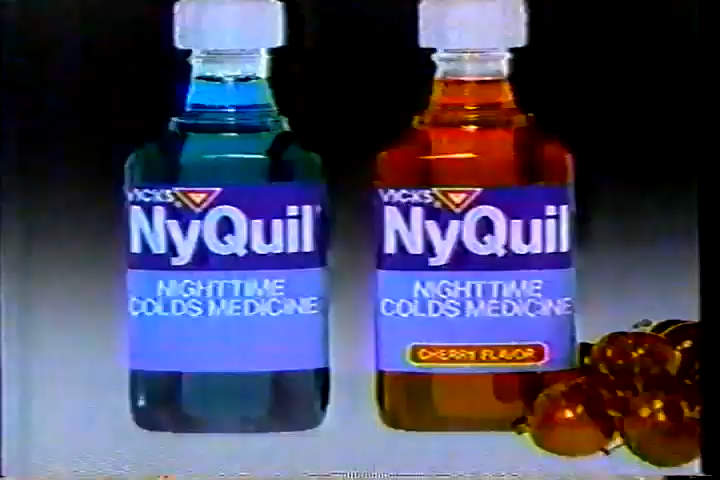 VICKS
NyQuil
NIGHTTIME
COLDS MEDICINE
VICKS
NyQuil
NIGHTTIME
COLDS MEDICINE
CHERRY FLAVOR